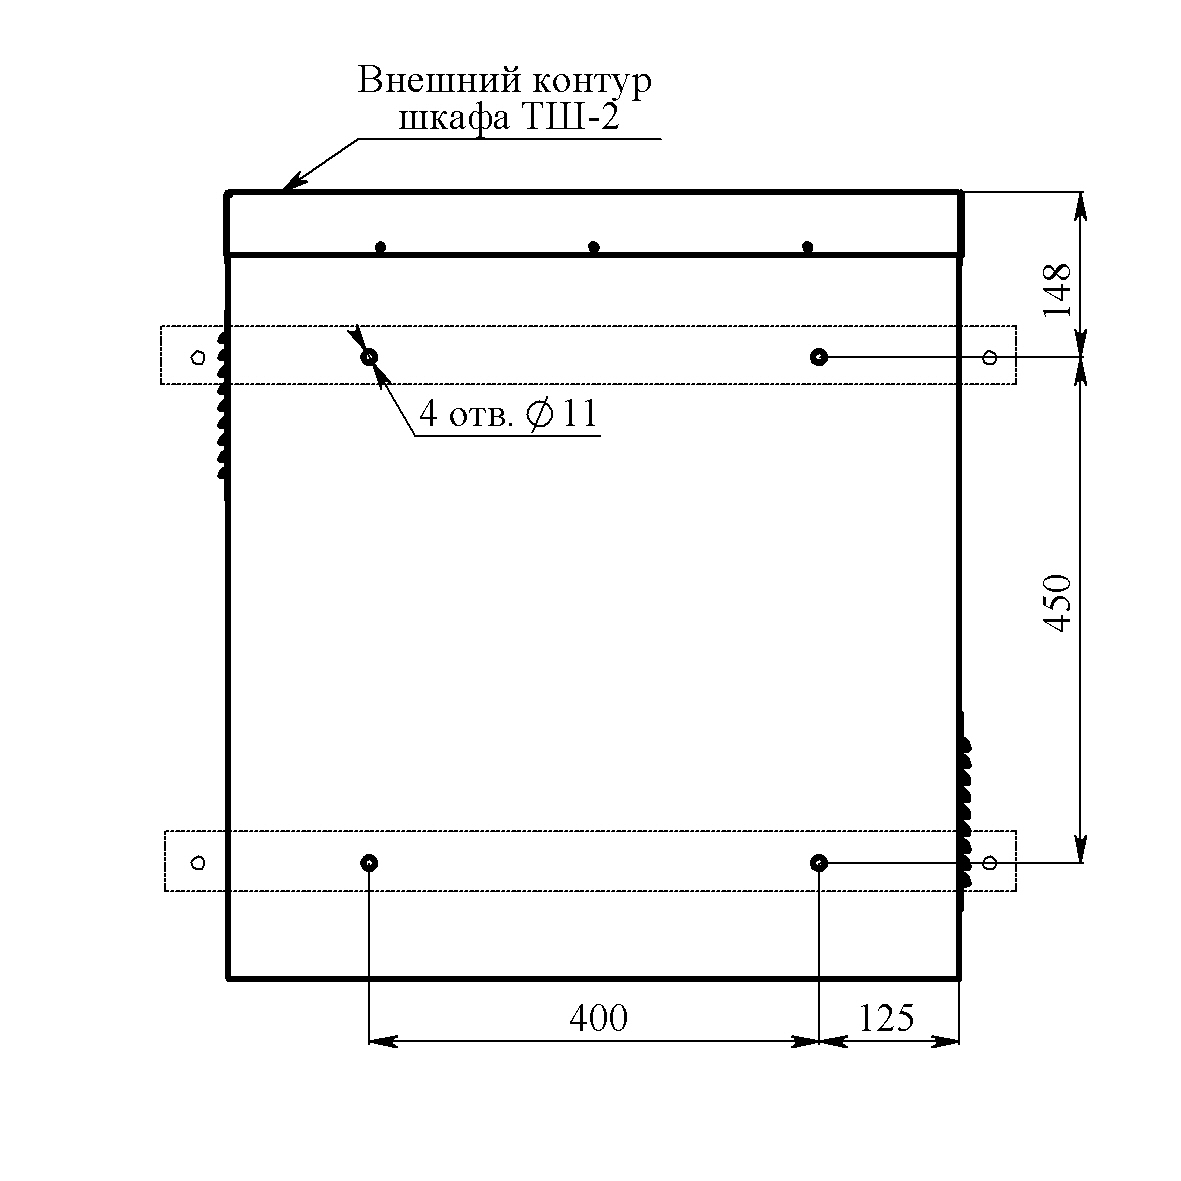 Внешний контур
шкафа ТШ-2
148
4 отв. ∅11
450
400
125